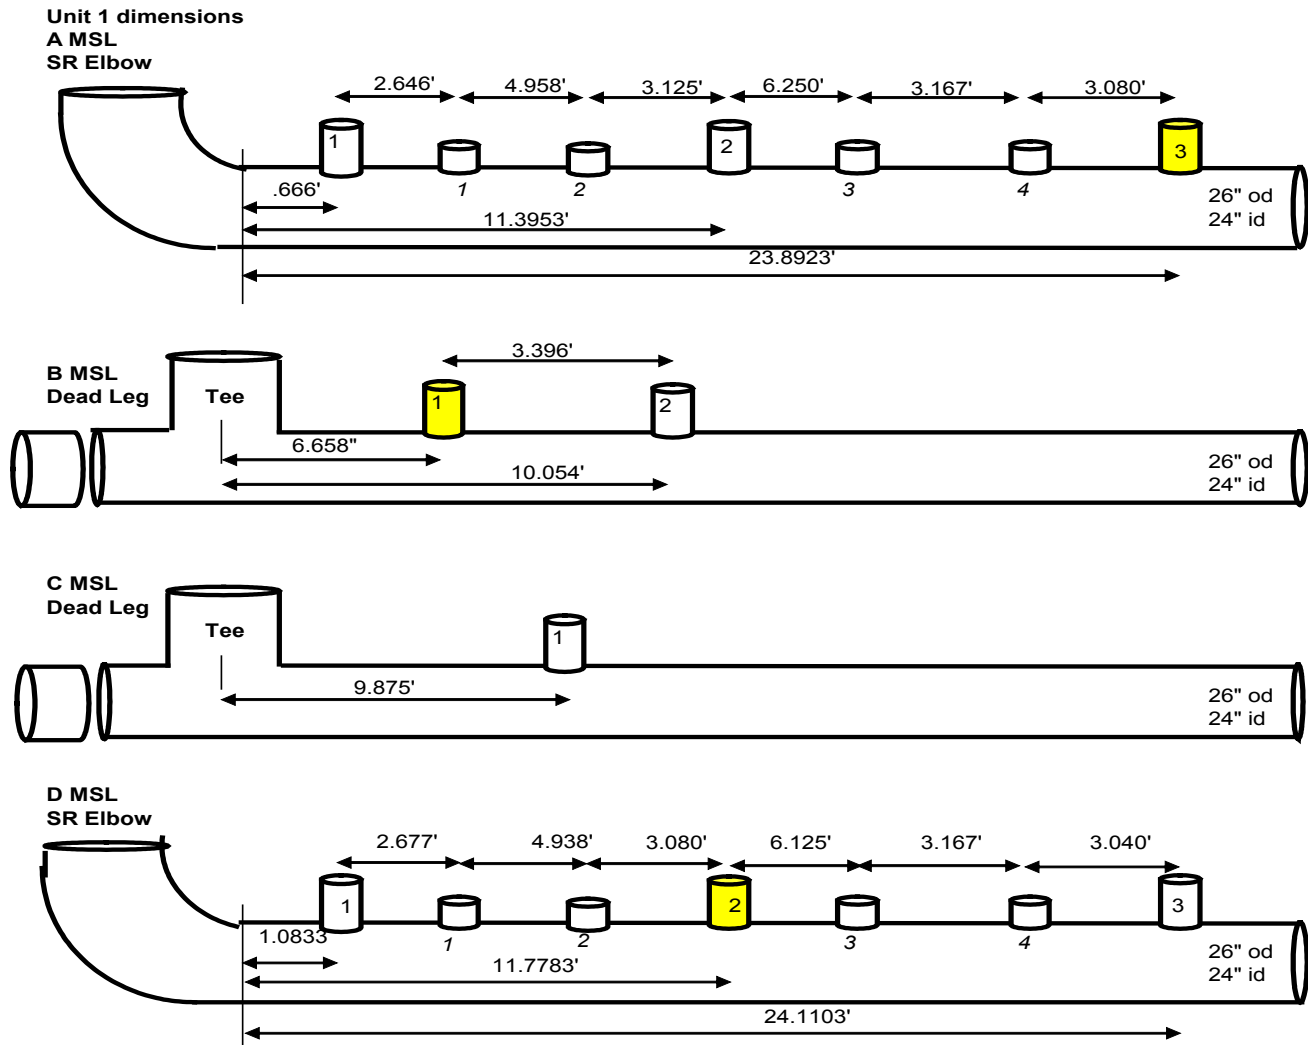 Unit 1 dimensions
A MSL
SR Elbow
2.646' 4.958' 3.125' 6.250' 3.167' 3.080'
1 2 3
1 2 3 4
.666'
11.3953'
23.8923'
26" od
24" id
B MSL
Dead Leg
Tee
3.396'
1 2
6.658"
10.054'
26" od
24" id
C MSL
Dead Leg
Tee
1
9.875'
26" od
24" id
D MSL
SR Elbow
2.677' 4.938' 3.080' 6.125' 3.167' 3.040'
1 2 3
1 2 3 4
1.0833
11.7783'
24.1103'
26" od
24" id